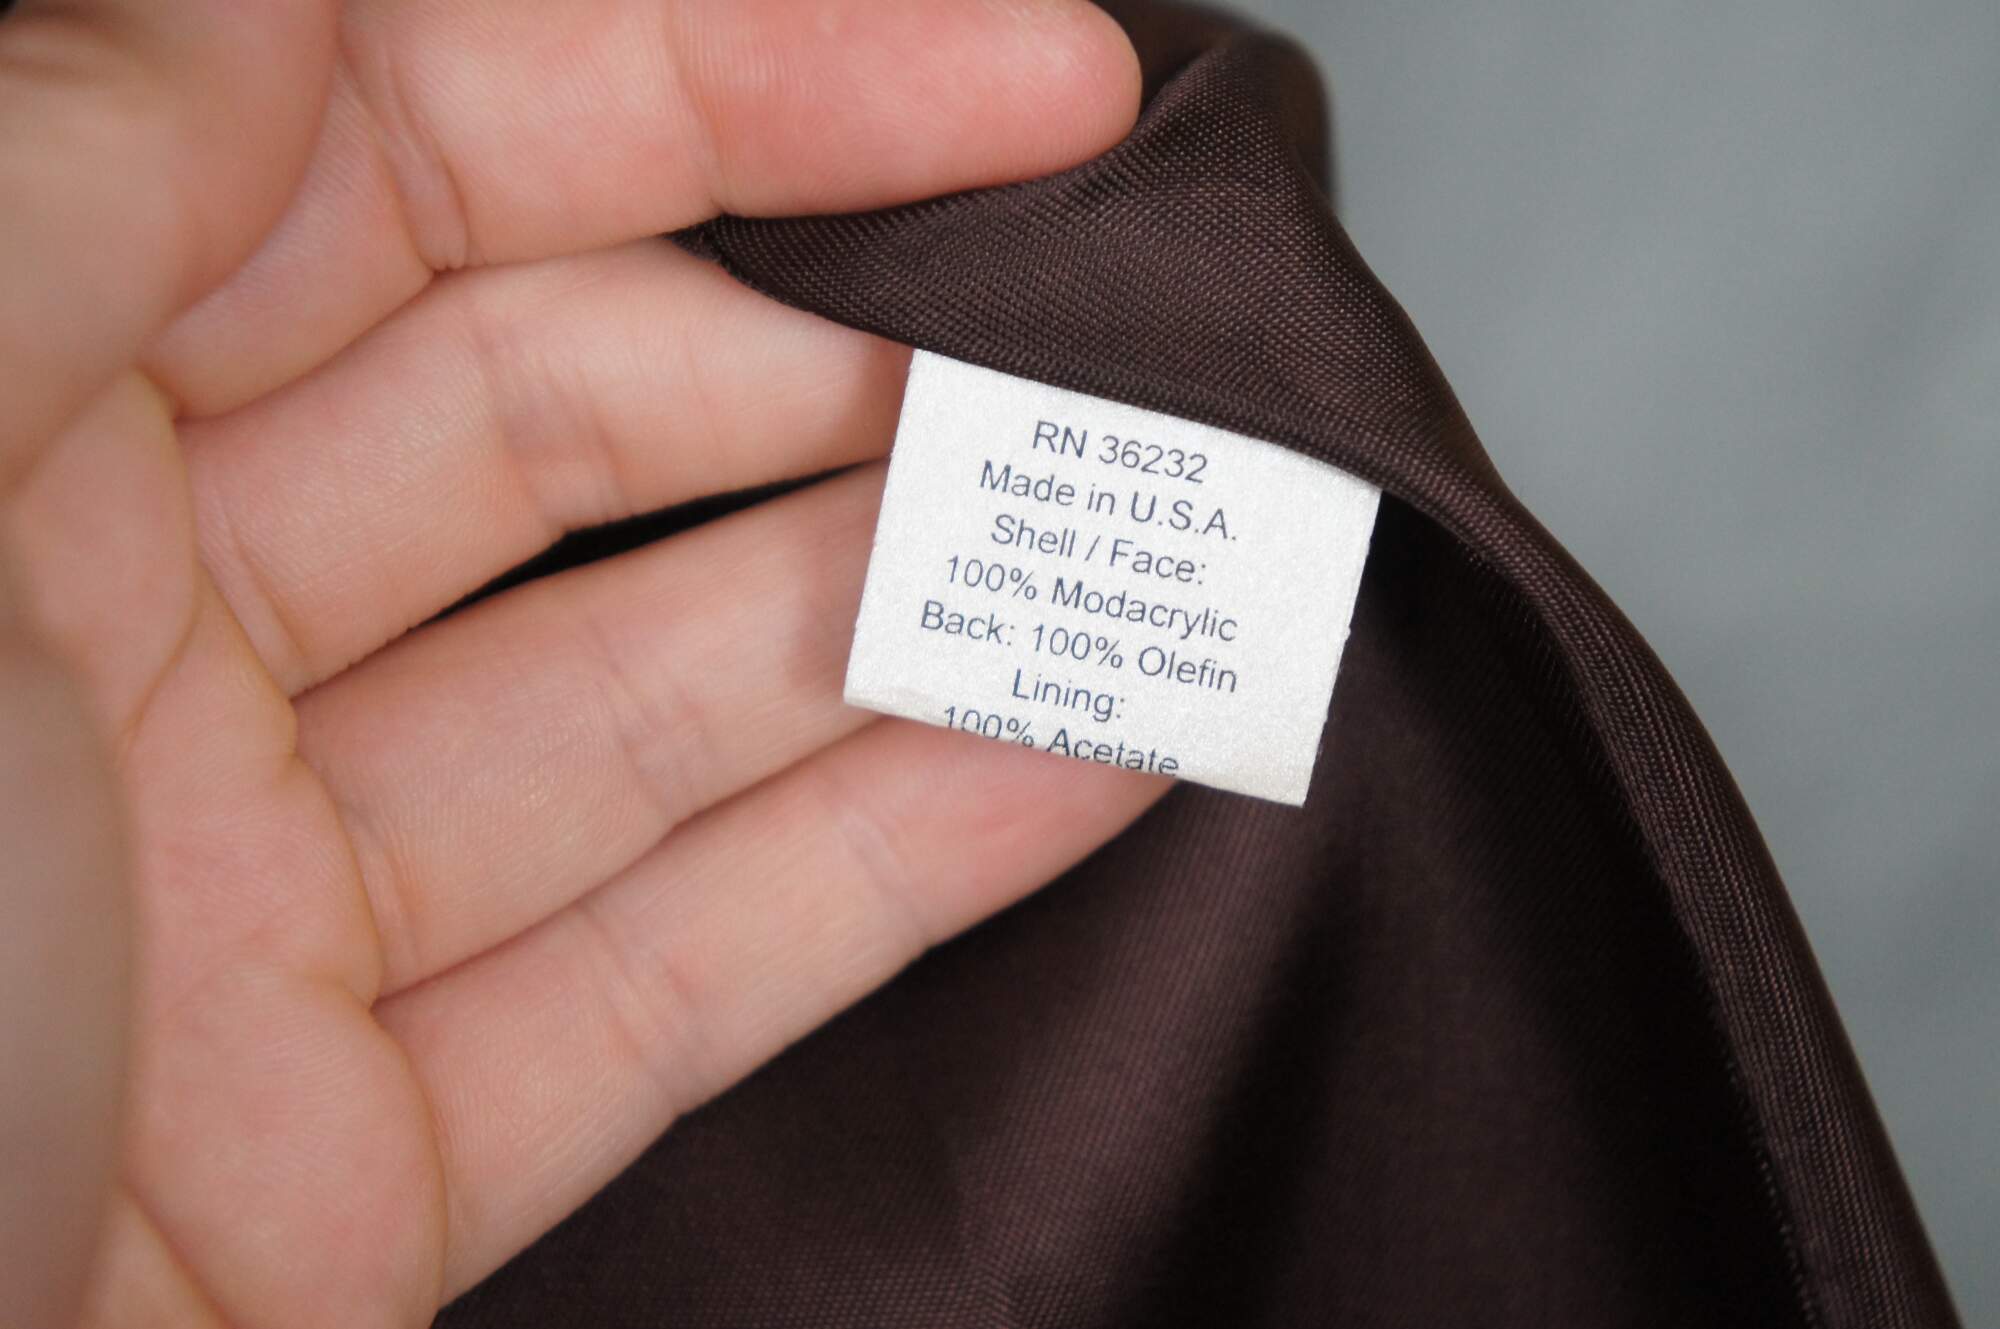 RN 36232
Made in U.S.A.
Shell / Face:
100% Modacrylic
Back: 100% Olefin
Lining:
100% Acetate